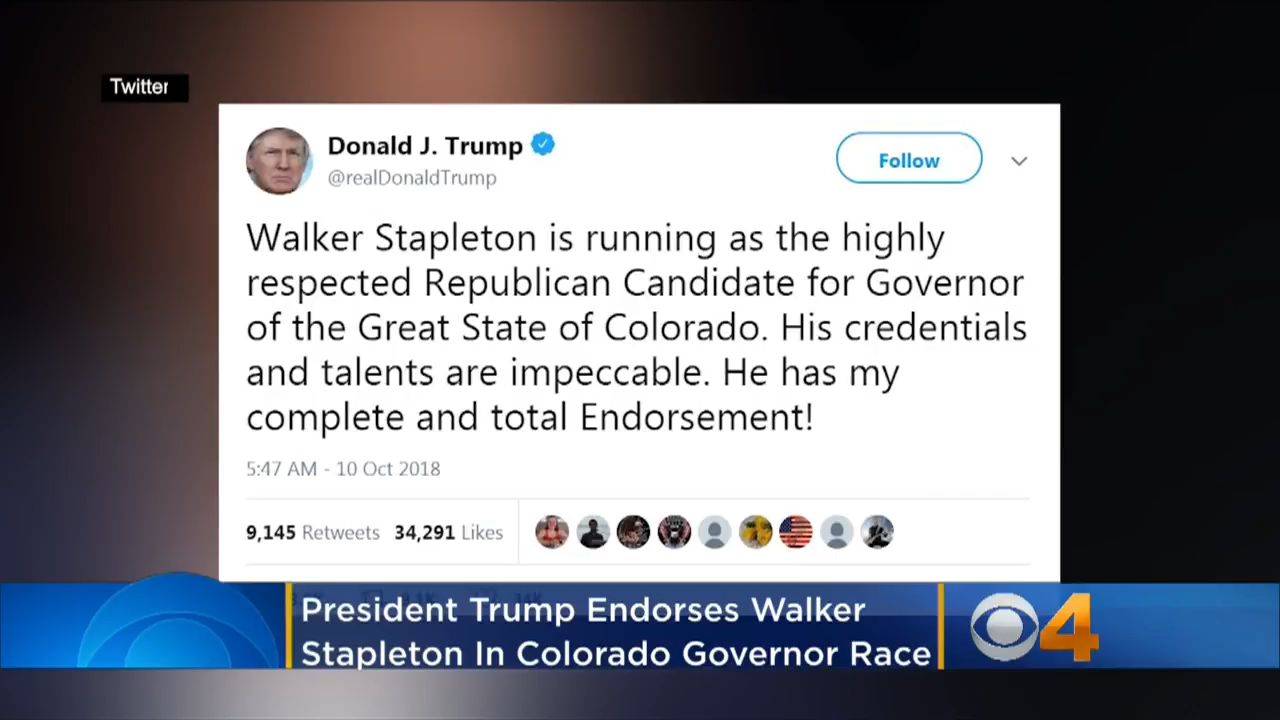 Twitter
Donald J. Trump
@realDonaldTrump
Follow
Walker Stapleton is running as the highly
respected Republican Candidate for Governor
of the Great State of Colorado. His credentials
and talents are impeccable. He has my
complete and total Endorsement!
5:47 AM - 10 Oct 2018
9,145 Retweets 34,291 Likes
President Trump Endorses Walker
Stapleton In Colorado Governor Race
4